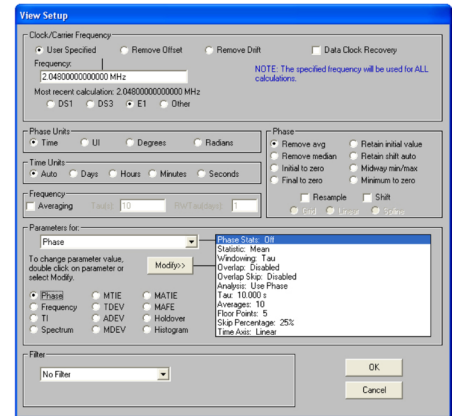 View Setup
Clock/Carrier Frequency
User Specified Remove Offset Remove Drift Data Clock Recovery
Frequency:
2.04800000000000 MHz
NOTE: The specified frequency will be used for ALL
calculations.
Most recent calculation: 2.04800000000000 MHz
DS1 DS3 E1 Other
Phase Units
Time UI Degrees Radians
Time Units
Auto Days Hours Minutes Seconds
Frequency
Averaging 10 1
Phase
Remove avg Retain initial value
Remove median Retain shift auto
Initial to zero Midway min/max
Final to zero Minimum to zero
Resample Shift
Grid Linear Spline
Parameters for:
Phase
To change parameter value,
double click on parameter or
select Modify.
Modify>>
Phase MTIE MATIE
Frequency TDEV MAFE
TI ADEV Holdover
Spectrum MDEV Histogram
Phase Stats: Off
Statistic: Mean
Windowing: Tau
Overlap: Disabled
Overlap Skip: Disabled
Analysis: Use Phase
Tau: 10.000 s
Averages: 10
Floor Points: 5
Skip Percentage: 25%
Time Axis: Linear
Filter
No Filter
OK
Cancel